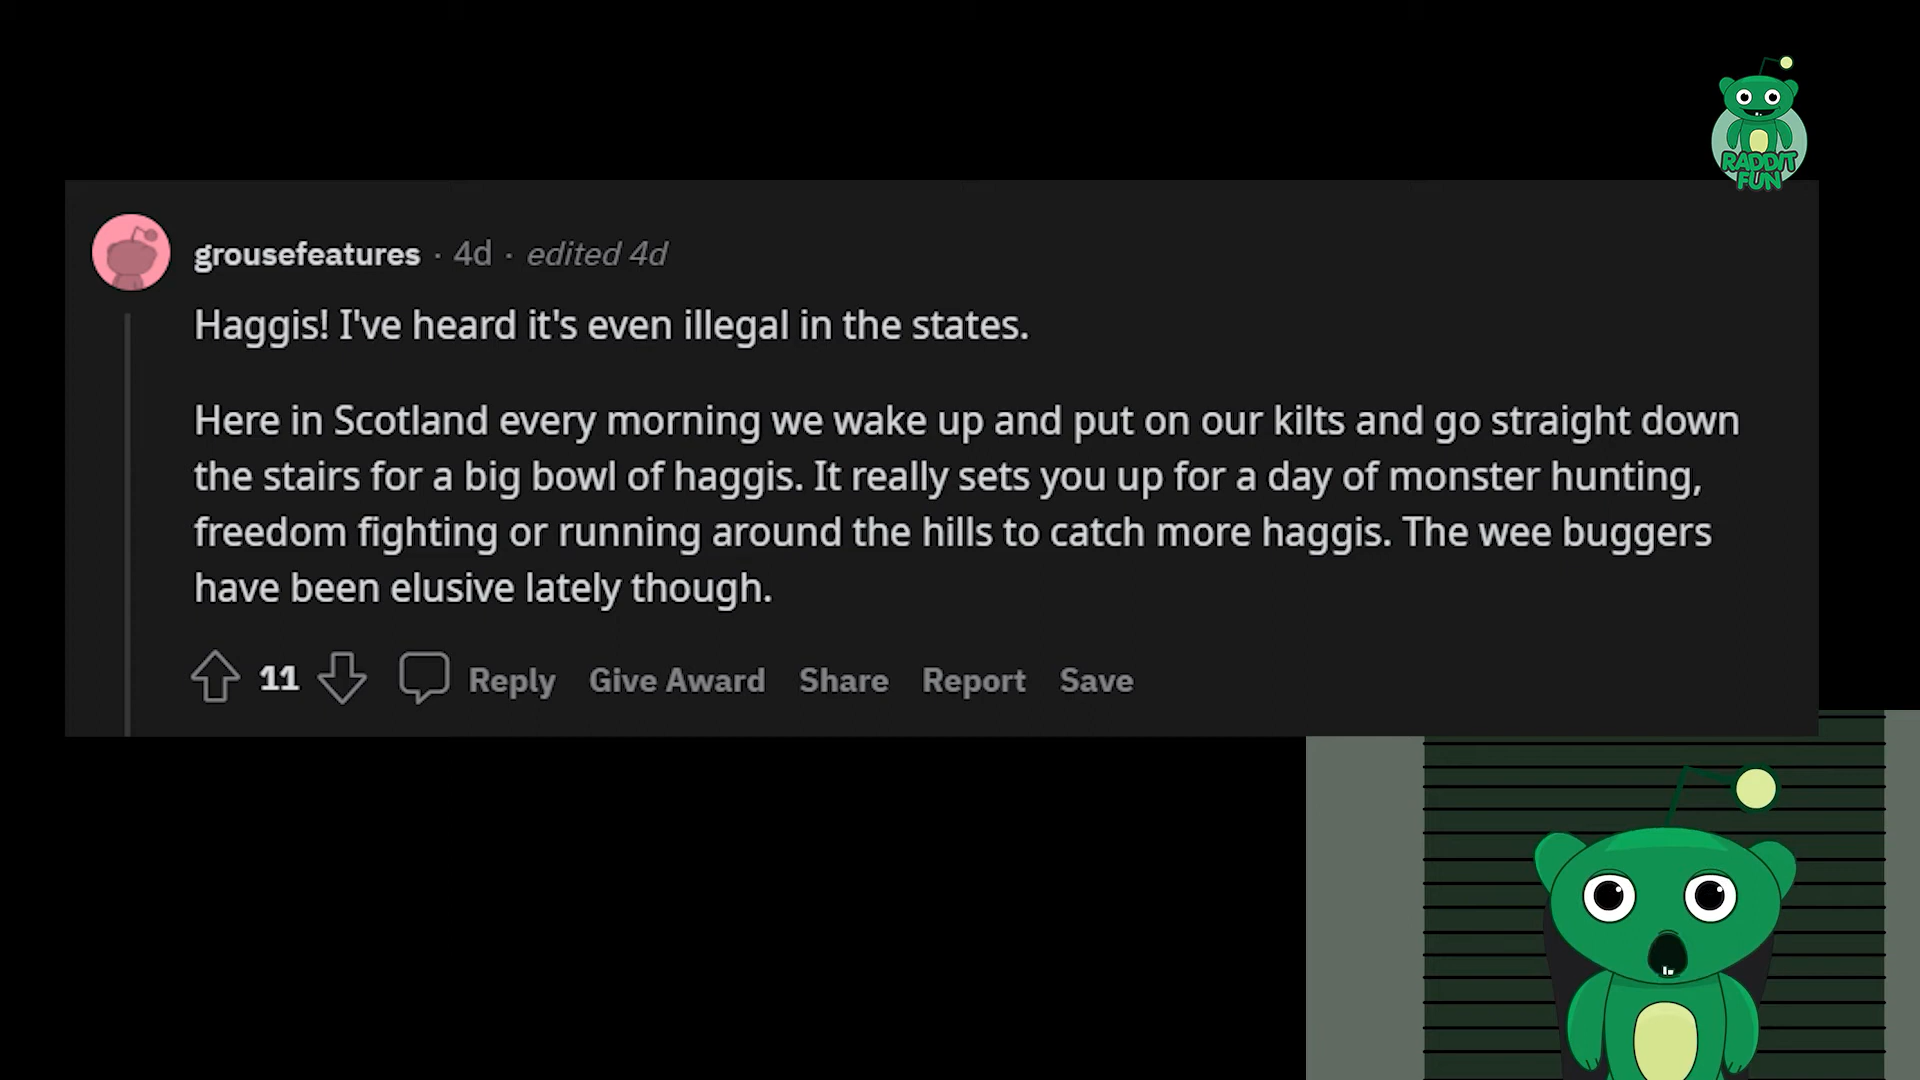 RADDIT
FUN
grousefeatures · 4d · edited 4d
Haggis! I've heard it's even illegal in the states.
Here in Scotland every morning we wake up and put on our kilts and go straight down
the stairs for a big bowl of haggis. It really sets you up for a day of monster hunting,
freedom fighting or running around the hills to catch more haggis. The wee buggers
have been elusive lately though.
11 Reply Give Award Share Report Save